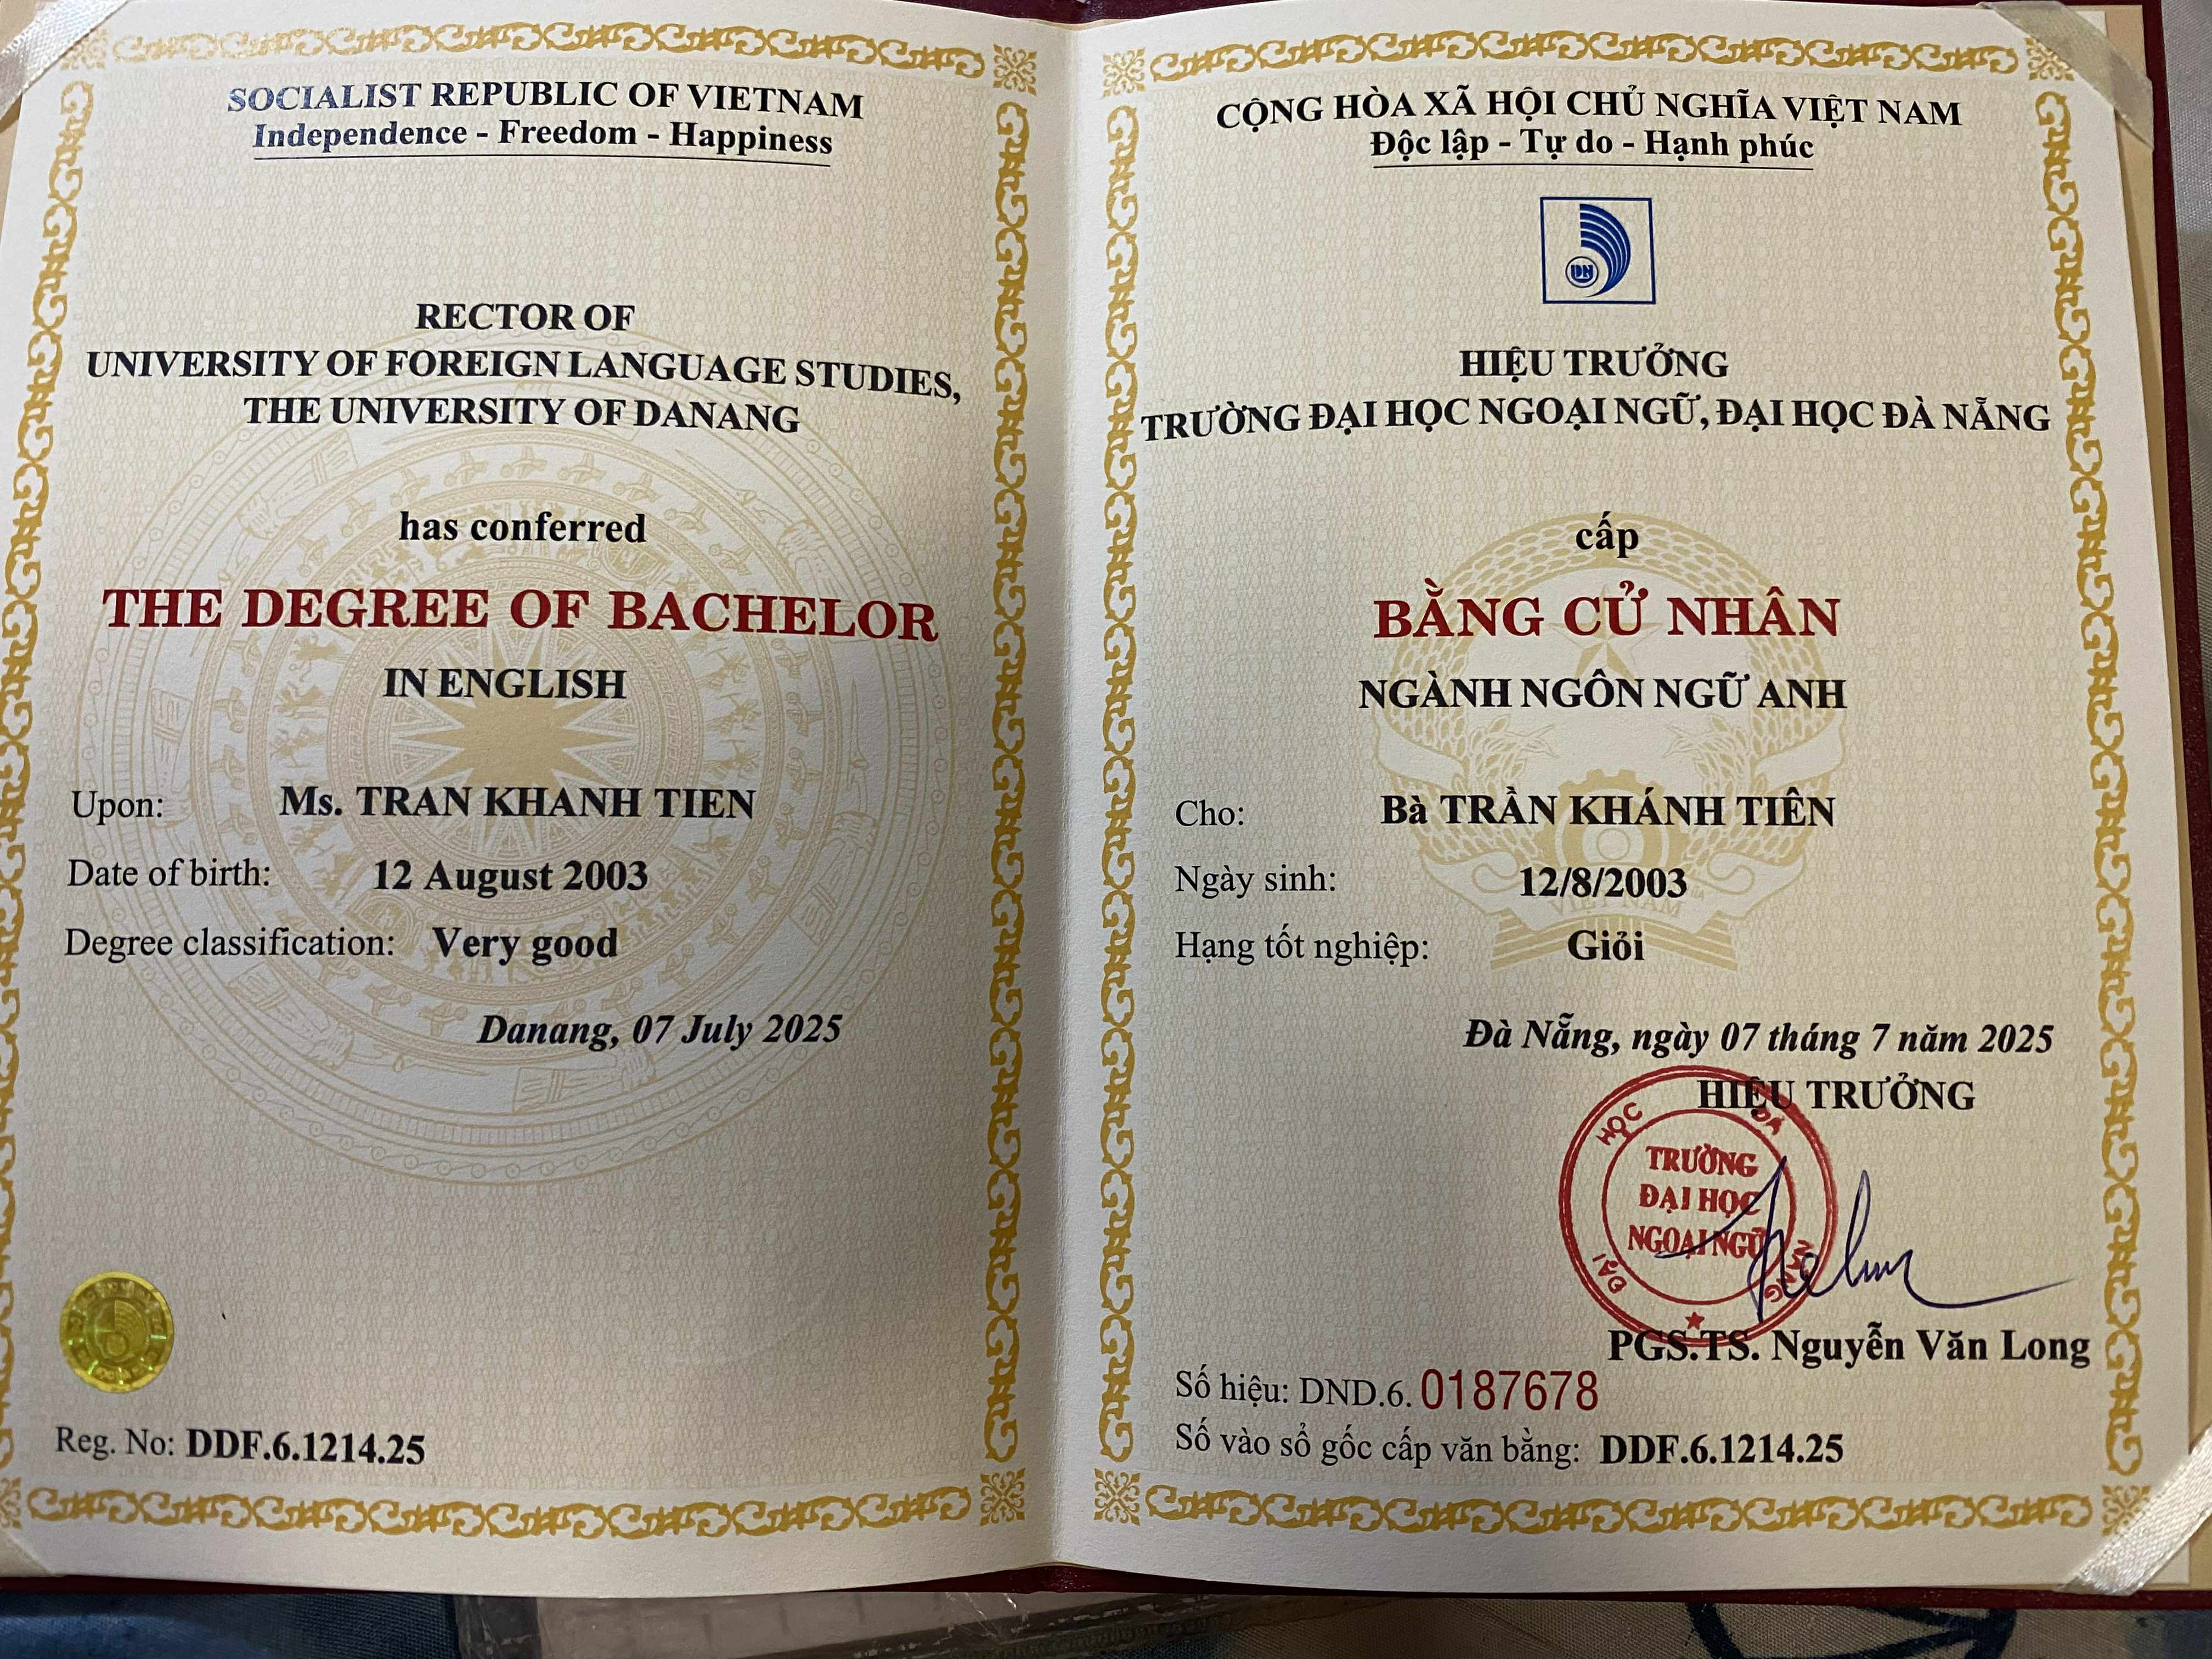 SOCIALIST REPUBLIC OF VIETNAM
Independence - Freedom - Happiness
RECTOR OF
UNIVERSITY OF FOREIGN LANGUAGE STUDIES,
THE UNIVERSITY OF DANANG
has conferred
THE DEGREE OF BACHELOR
IN ENGLISH
Upon: Ms. TRAN KHANH TIEN
Date of birth: 12 August 2003
Degree classification: Very good
Danang, 07 July 2025
Reg. No: DDF.6.1214.25
CỘNG HÒA XÃ HỘI CHỦ NGHĨA VIỆT NAM
Độc lập - Tự do - Hạnh phúc
DN
HIỆU TRƯỞNG
TRƯỜNG ĐẠI HỌC NGOẠI NGỮ, ĐẠI HỌC ĐÀ NẴNG
cấp
BẰNG CỬ NHÂN
NGÀNH NGÔN NGỮ ANH
Cho: Bà TRẦN KHÁNH TIÊN
Ngày sinh: 12/8/2003
VIỆT NAM
Hạng tốt nghiệp: Giỏi
Đà Nẵng, ngày 07 tháng 7 năm 2025
HIỆU TRƯỞNG
ĐẠI HỌC ĐÀ NẴNG
TRƯỜNG
ĐẠI HỌC
NGOẠI NGỮ
PGS.TS. Nguyễn Văn Long
Số hiệu: DND.6. 0187678
Số vào sổ gốc cấp văn bằng: DDF.6.1214.25